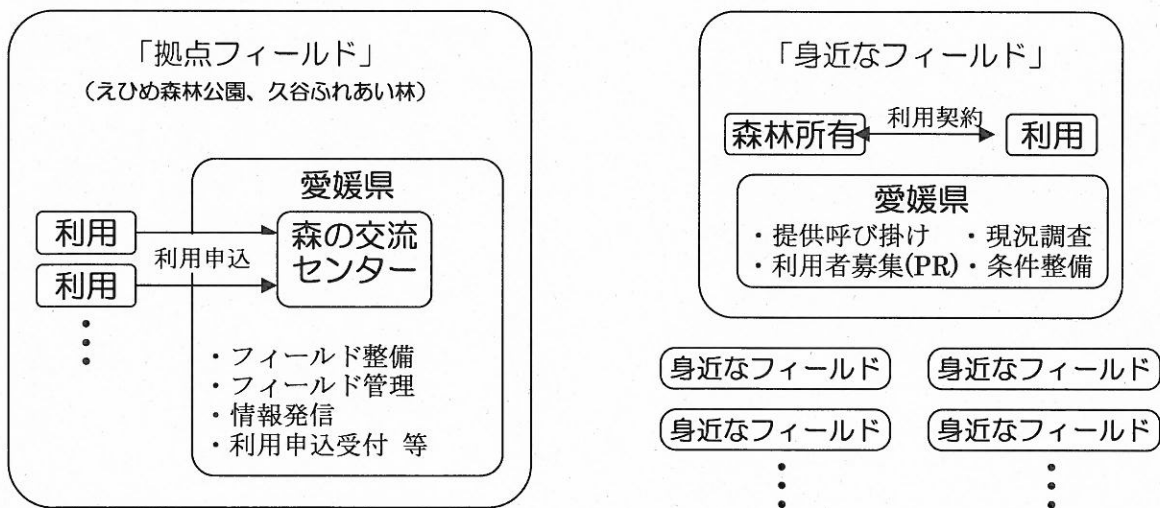 「拠点フィールド」
(えひめ森林公園、久谷ふれあい林)
愛媛県
利用
利用
利用申込
森の交流
センター
・フィールド整備
・フィールド管理
・情報発信
・利用申込受付 等
「身近なフィールド」
森林所有
利用契約
利用
愛媛県
・提供呼び掛け ・現況調査
・利用者募集(PR)・条件整備
身近なフィールド
身近なフィールド
身近なフィールド
身近なフィールド